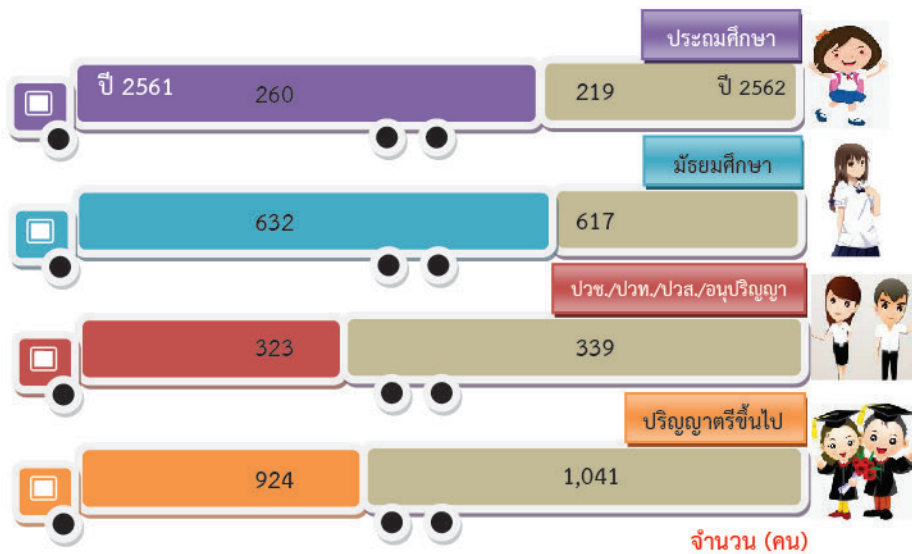 ประถมศึกษา
ปี 2561 260 219 ปี 2562
มัธยมศึกษา
632 617
ปวช./ปวท./ปวส./อนุปริญญา
323 339
ปริญญาตรีขึ้นไป
924 1,041
จำนวน (คน)